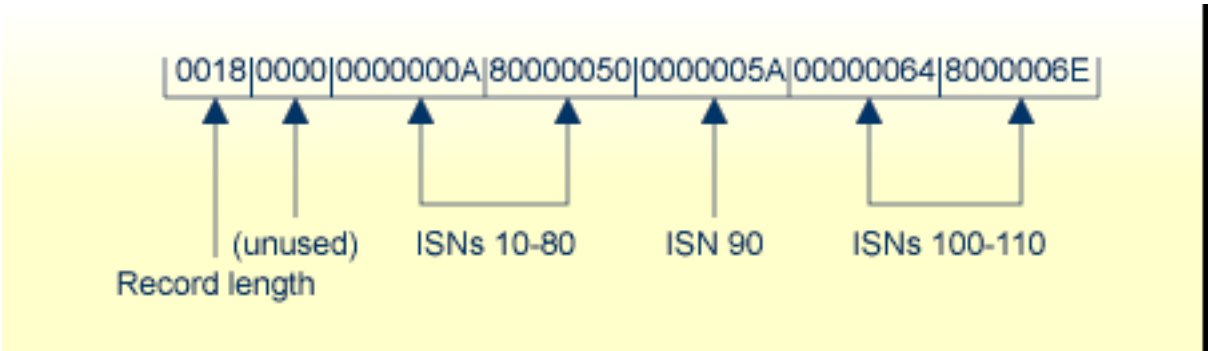 0018|0000|0000000A|80000050|0000005A|00000064|8000006E
(unused) ISNs 10-80 ISN 90 ISNs 100-110
Record length